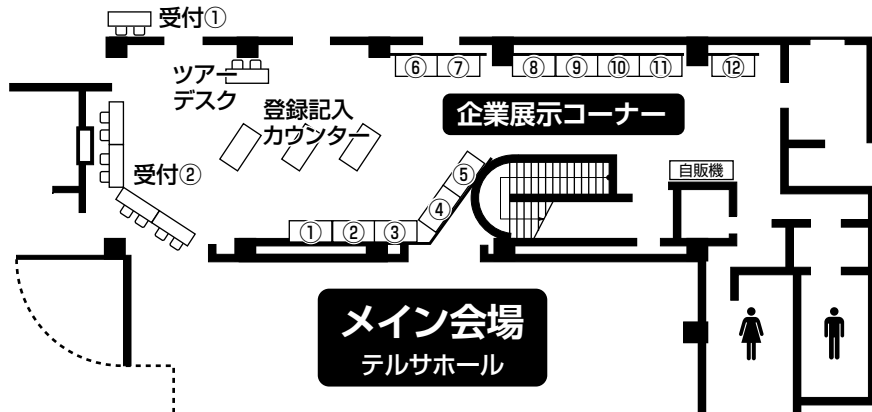 受付①
ツアー
デスク
登録記入
カウンター
⑥ ⑦ ⑧ ⑨ ⑩ ⑪ ⑫
企業展示コーナー
受付②
自販機
⑤
④
① ② ③
メイン会場
テルサホール